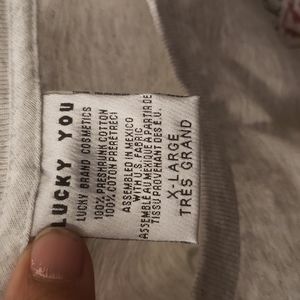 LUCKY YOU
LUCKY BRAND COSMETICS
100% PRESHRUNK COTTON
100% COTON PRERETRECI
ASSEMBLED IN MEXICO
WITH U.S. FABRIC
ASSEMBLÉ AU MEXIQUE À PARTIR DE
TISSU PROVENANT DES É.U.
X-LARGE
TRÈS GRAND